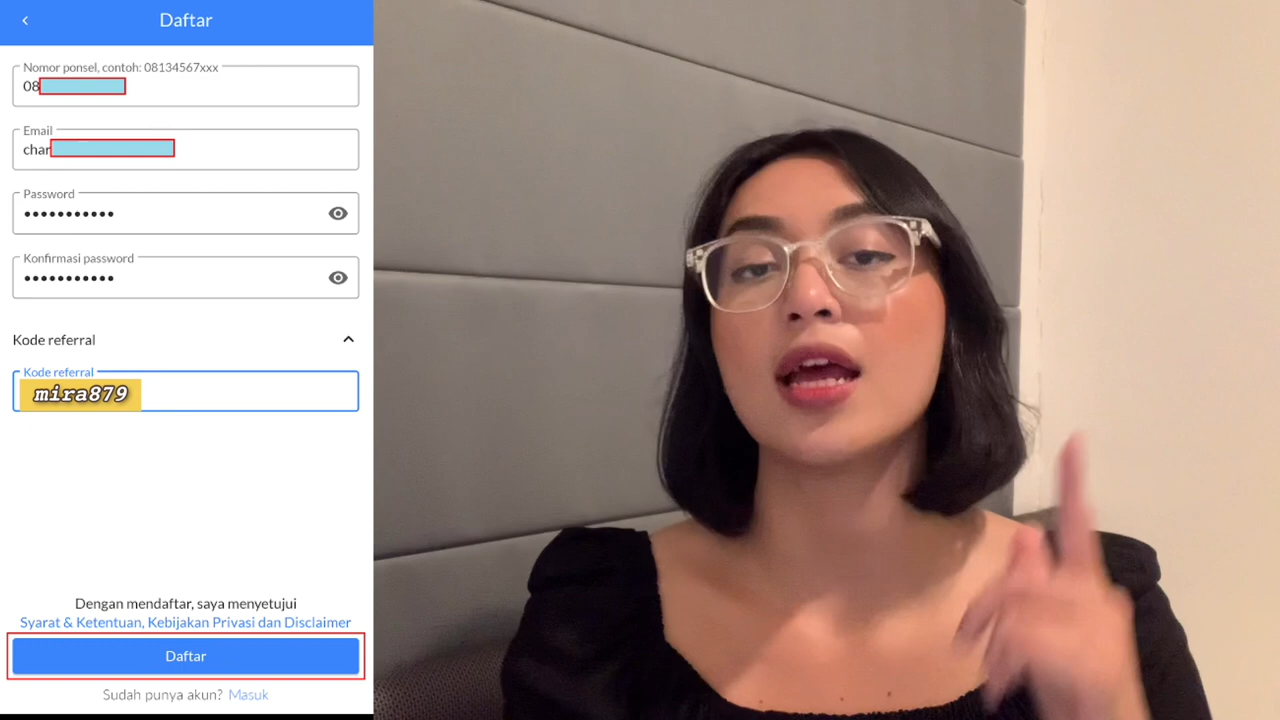 Daftar
Nomor ponsel, contoh: 08134567xxx
08
Email
char
Password
•••••••••••
Konfirmasi password
•••••••••••
Kode referral
Kode referral
mira879
Dengan mendaftar, saya menyetujui
Syarat & Ketentuan, Kebijakan Privasi dan Disclaimer
Daftar
Sudah punya akun? Masuk